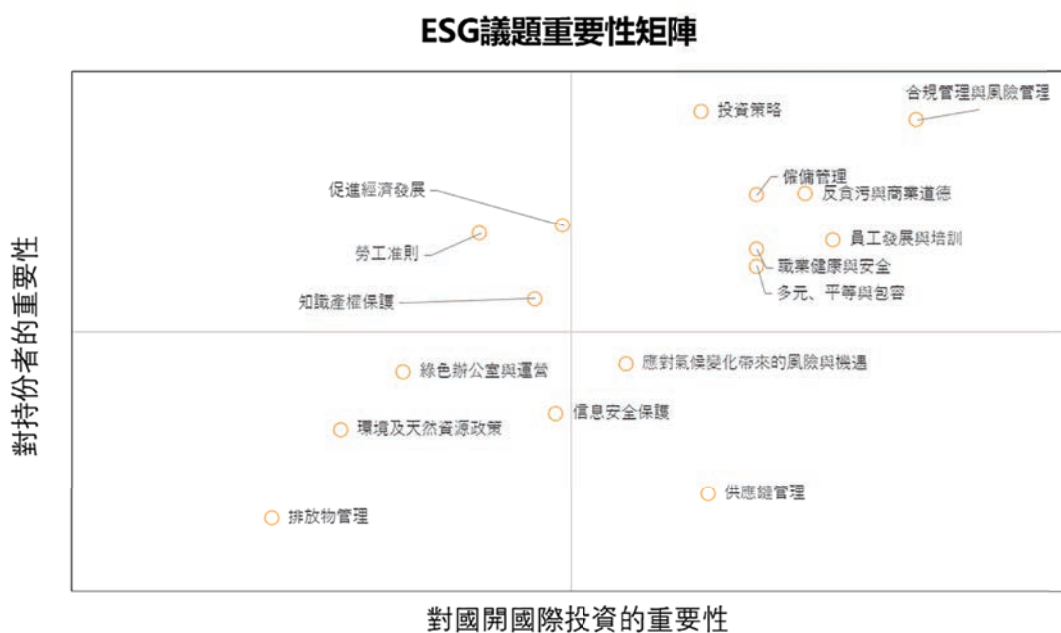 ESG議題重要性矩陣
投資策略
合規管理與風險管理
促進經濟發展
僱傭管理
反貪污與商業道德
勞工准則
員工發展與培訓
職業健康與安全
知識產權保護
多元、平等與包容
綠色辦公室與運營
應對氣候變化帶來的風險與機遇
信息安全保護
環境及天然資源政策
供應鏈管理
排放物管理
對持份者的重要性
對國開國際投資的重要性